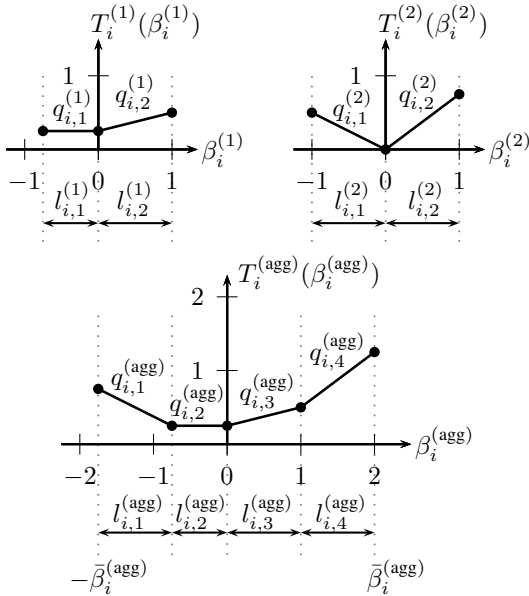 T_i^{(1)}(β_i^{(1)}) T_i^{(2)}(β_i^{(2)})
1 1
q_{i,1}^{(1)} q_{i,2}^{(1)} q_{i,1}^{(2)} q_{i,2}^{(2)}
−1 0 1 β_i^{(1)} −1 0 1 β_i^{(2)}
l_{i,1}^{(1)} l_{i,2}^{(1)} l_{i,1}^{(2)} l_{i,2}^{(2)}
T_i^{(agg)}(β_i^{(agg)})
2
1
q_{i,1}^{(agg)} q_{i,2}^{(agg)} q_{i,3}^{(agg)} q_{i,4}^{(agg)}
−2 −1 0 1 2 β_i^{(agg)}
l_{i,1}^{(agg)} l_{i,2}^{(agg)} l_{i,3}^{(agg)} l_{i,4}^{(agg)}
−β̄_i^{(agg)} β̄_i^{(agg)}